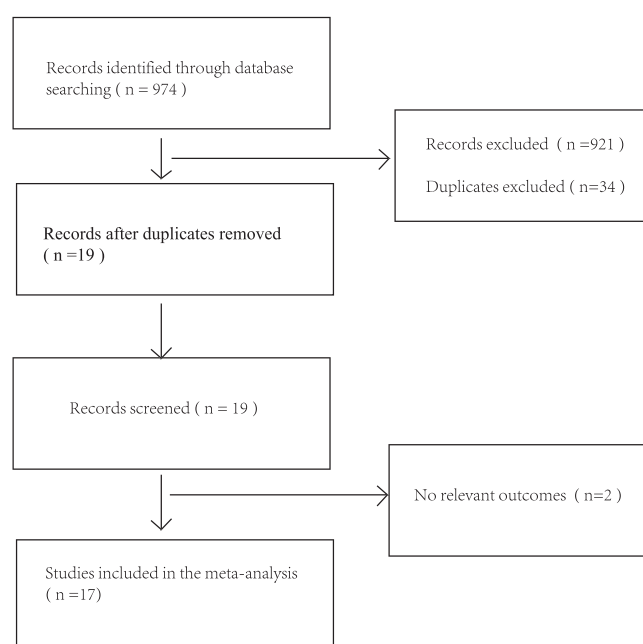 Records identified through database
searching ( n = 974 )
Records excluded ( n =921 )
Duplicates excluded ( n=34 )
Records after duplicates removed
( n =19 )
Records screened ( n = 19 )
No relevant outcomes ( n=2 )
Studies included in the meta-analysis
( n =17)